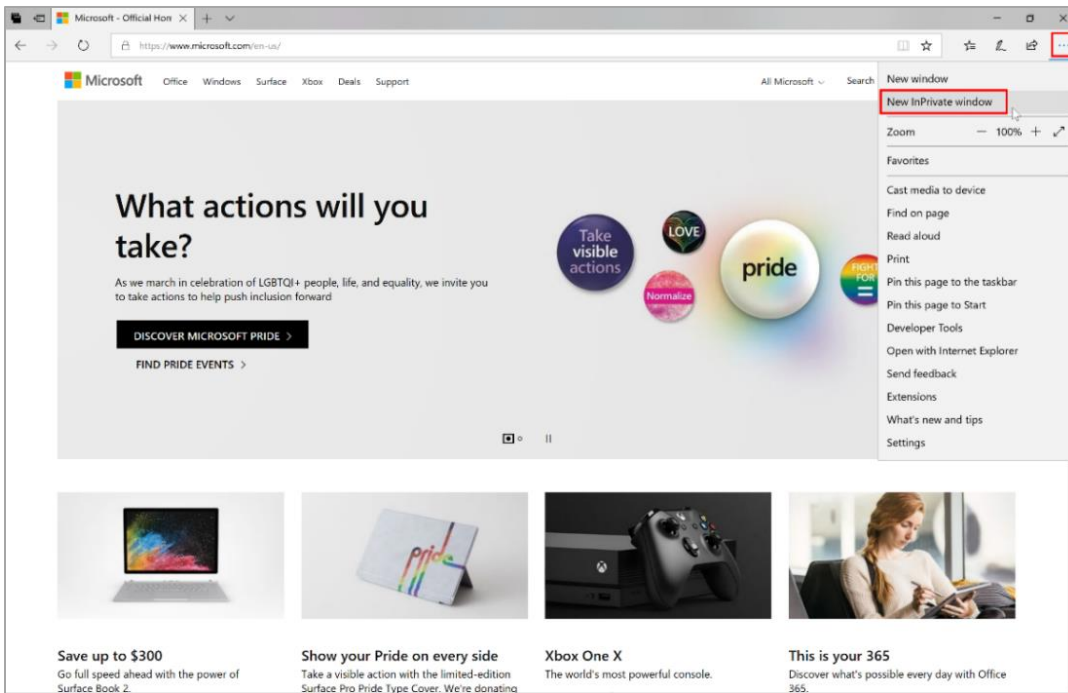 Microsoft - Official Hom
https://www.microsoft.com/en-us/
Microsoft Office Windows Surface Xbox Deals Support All Microsoft Search
New window
New InPrivate window
Zoom 100%
Favorites
Cast media to device
Find on page
Read aloud
Print
Pin this page to the taskbar
Pin this page to Start
Developer Tools
Open with Internet Explorer
Send feedback
Extensions
What's new and tips
Settings
What actions will you
take?
As we march in celebration of LGBTQI+ people, life, and equality, we invite you
to take actions to help push inclusion forward
DISCOVER MICROSOFT PRIDE >
FIND PRIDE EVENTS >
Take
visible
actions
LOVE
Normalize
pride
FIGHT
FOR
=
pride
Save up to $300
Go full speed ahead with the power of
Surface Book 2.
Show your Pride on every side
Take a visible action with the limited-edition
Surface Pro Pride Type Cover. We're donating
Xbox One X
The world's most powerful console.
This is your 365
Discover what's possible every day with Office
365.